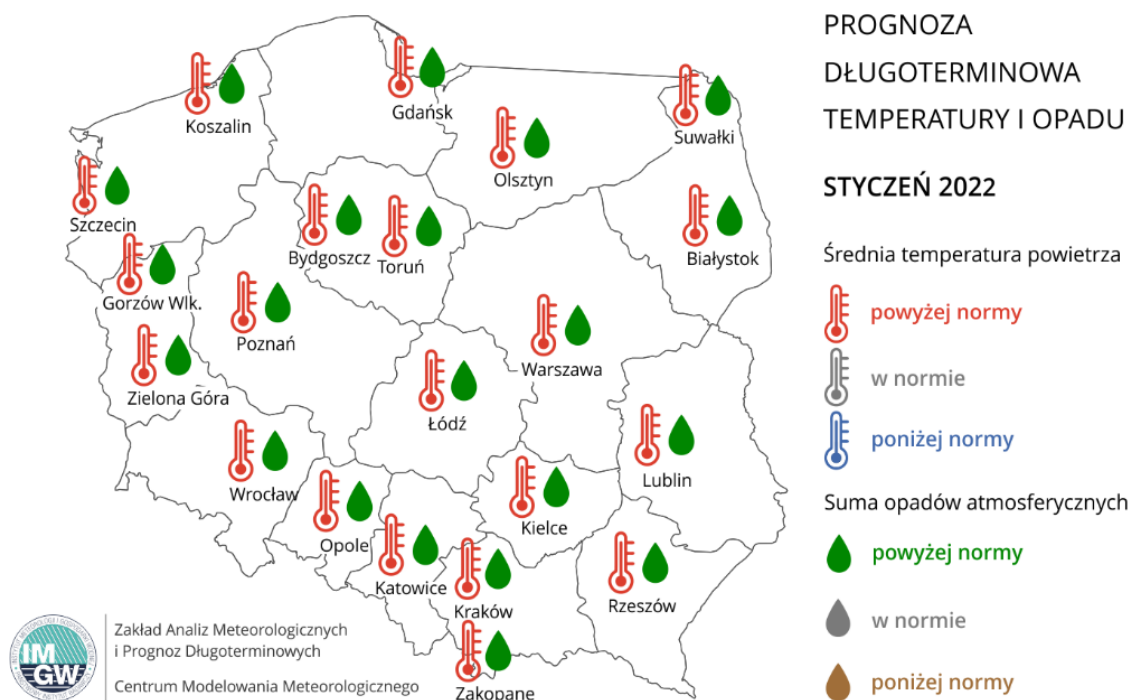 PROGNOZA
DŁUGOTERMINOWA
TEMPERATURY I OPADU
STYCZEŃ 2022
Średnia temperatura powietrza
powyżej normy
w normie
poniżej normy
Suma opadów atmosferycznych
powyżej normy
w normie
poniżej normy
Koszalin
Gdańsk
Suwałki
Olsztyn
Szczecin
Bydgoszcz
Toruń
Białystok
Gorzów Wlk.
Poznań
Warszawa
Zielona Góra
Łódź
Lublin
Wrocław
Kielce
Opole
Katowice
Kraków
Rzeszów
Zakopane
IM
GW
Zakład Analiz Meteorologicznych
i Prognoz Długoterminowych
Centrum Modelowania Meteorologicznego